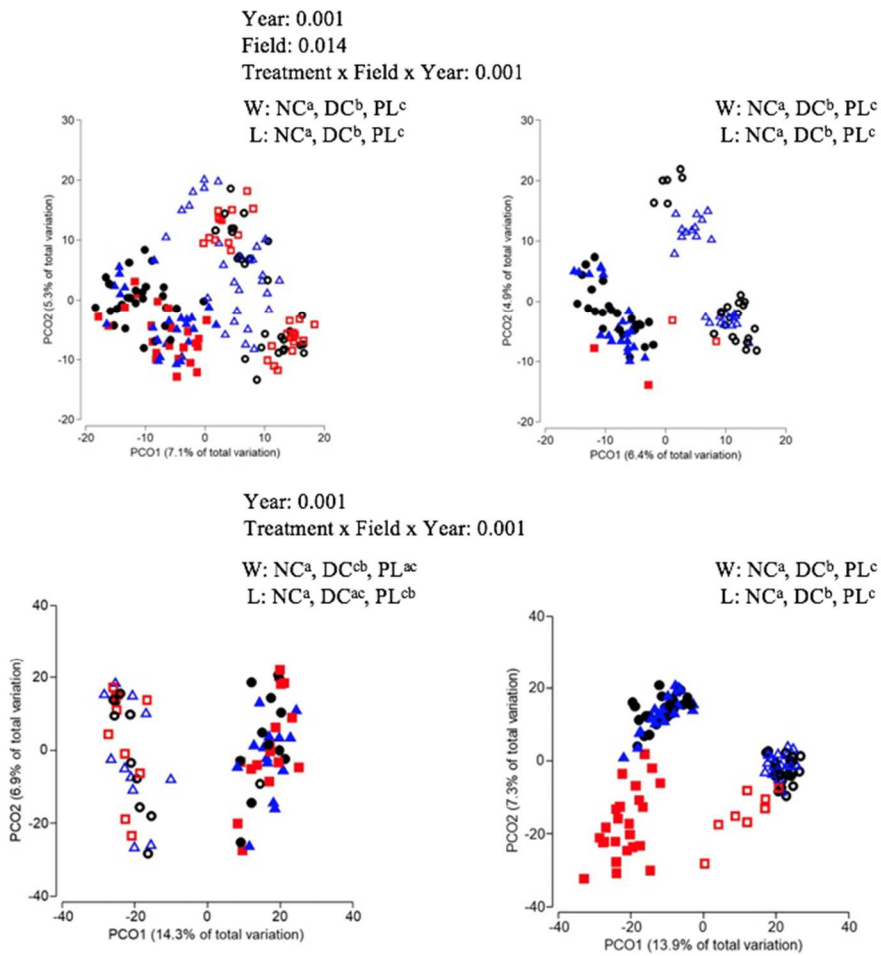 Year: 0.001
Field: 0.014
Treatment x Field x Year: 0.001
W: NCᵃ, DCᵇ, PLᶜ
L: NCᵃ, DCᵇ, PLᶜ
30
20
10
0
-10
-20
PCO2 (5.3% of total variation)
-20 -10 0 10 20
PCO1 (7.1% of total variation)
W: NCᵃ, DCᵇ, PLᶜ
L: NCᵃ, DCᵇ, PLᶜ
30
20
10
0
-10
-20
PCO2 (4.9% of total variation)
-20 -10 0 10 20
PCO1 (6.4% of total variation)
Year: 0.001
Treatment x Field x Year: 0.001
W: NCᵃ, DCᶜᵇ, PLᵃᶜ
L: NCᵃ, DCᵃᶜ, PLᶜᵇ
40
20
0
-20
-40
PCO2 (6.9% of total variation)
-40 -20 0 20 40
PCO1 (14.3% of total variation)
W: NCᵃ, DCᵇ, PLᶜ
L: NCᵃ, DCᵇ, PLᶜ
40
20
0
-20
-40
PCO2 (7.3% of total variation)
-40 -20 0 20 40
PCO1 (13.9% of total variation)